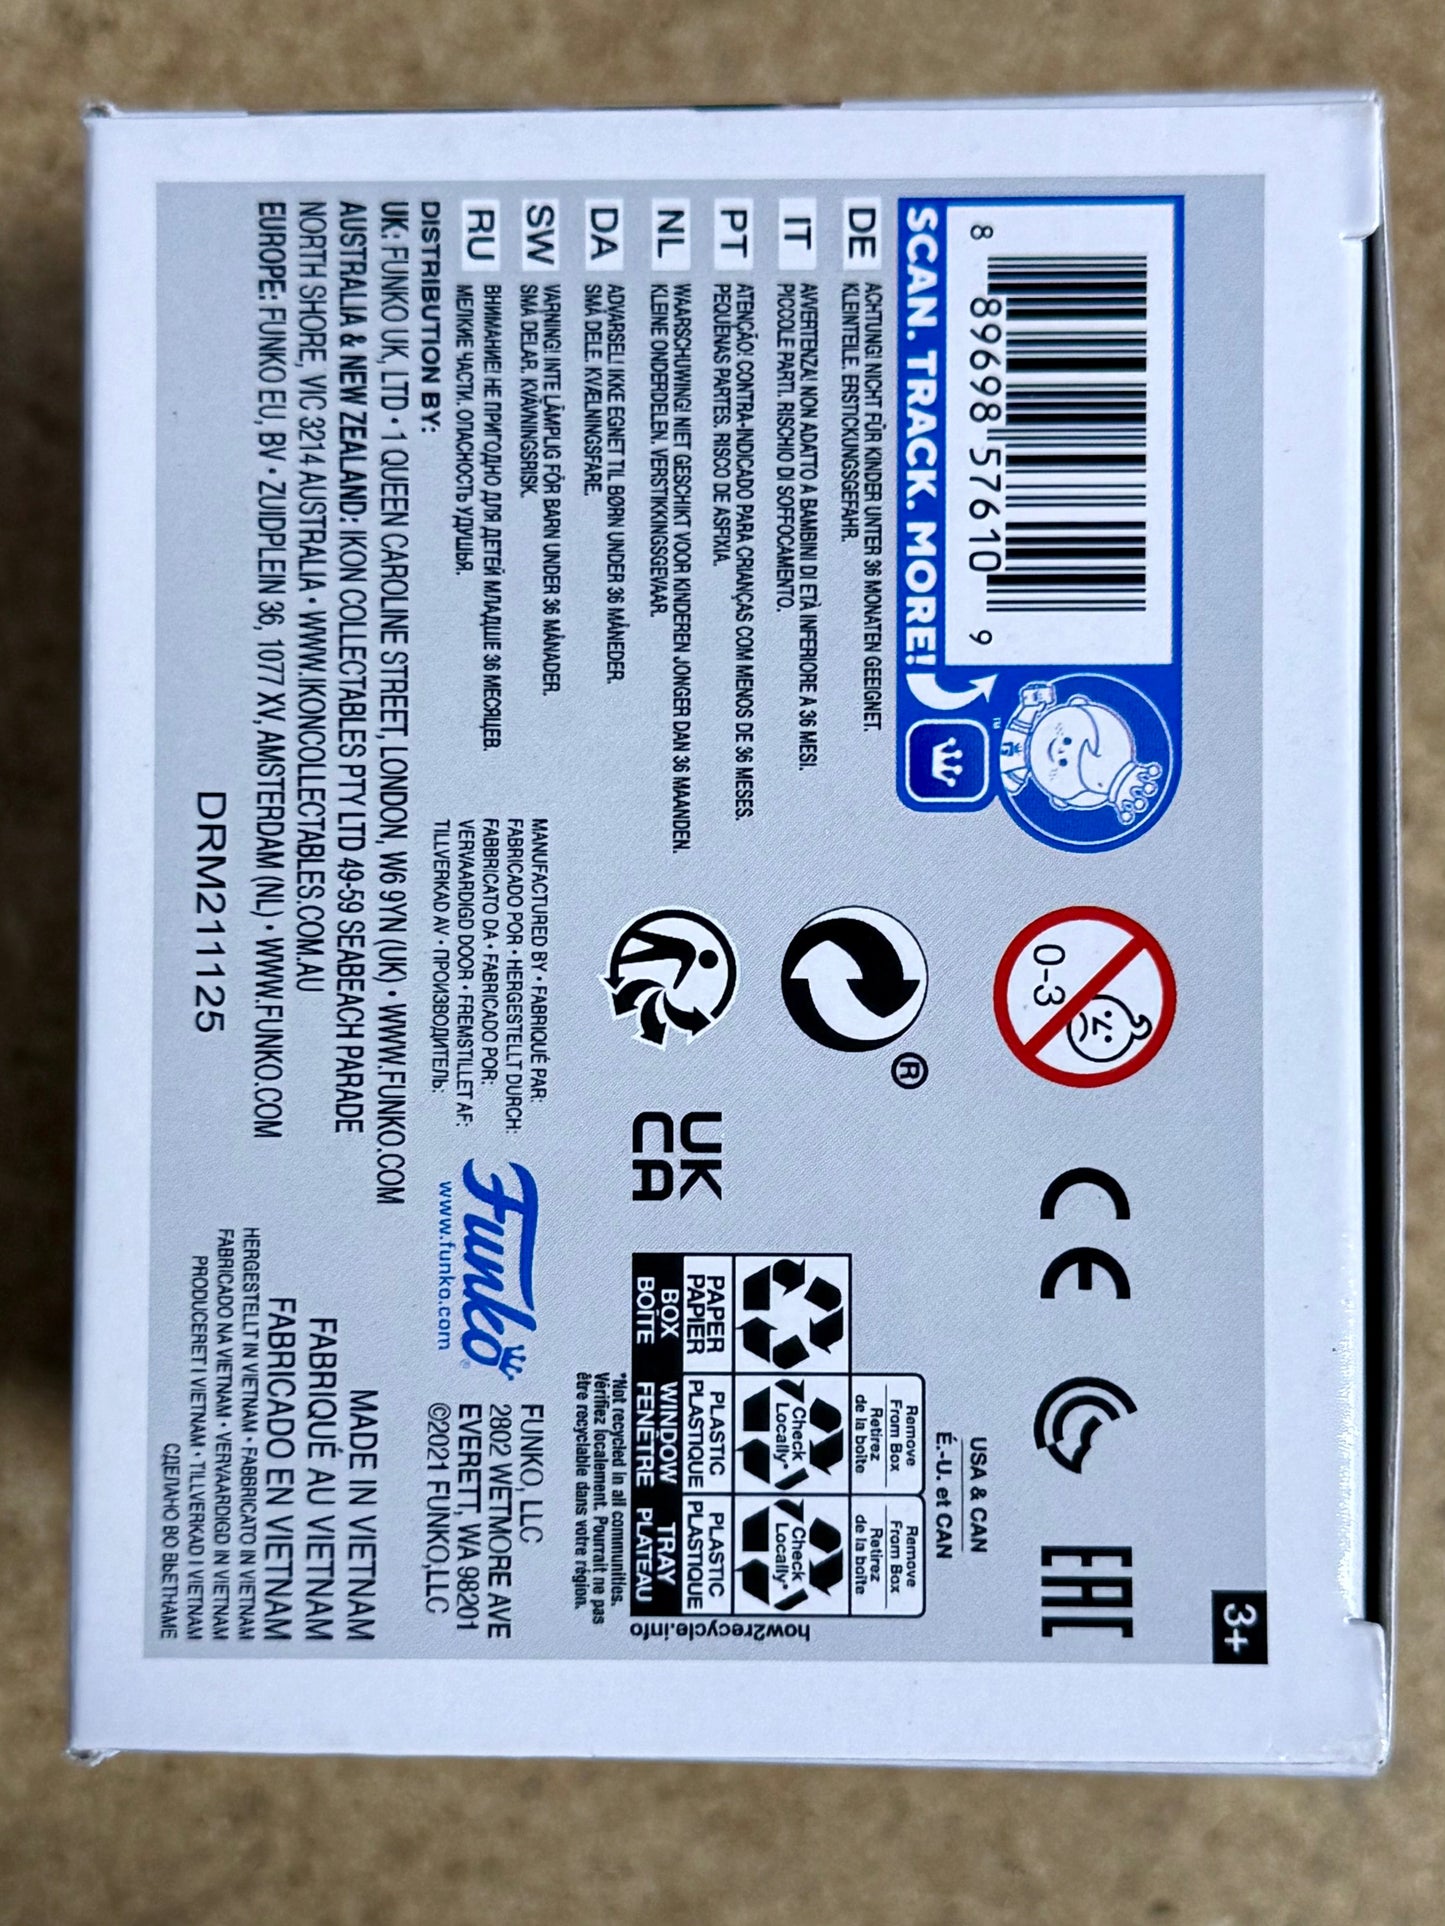 8 89698 57610 9
SCAN. TRACK. MORE!
TM
DE ACHTUNG! NICHT FÜR KINDER UNTER 36 MONATEN GEEIGNET.
KLEINTEILE. ERSTICKUNGSGEFAHR.
IT AVVERTENZA! NON ADATTO A BAMBINI DI ETÀ INFERIORE A 36 MESI.
PICCOLE PARTI. RISCHIO DI SOFFOCAMENTO.
PT ATENÇÃO! CONTRA-INDICADO PARA CRIANÇAS COM MENOS DE 36 MESES.
PEQUENAS PARTES. RISCO DE ASFIXIA.
NL WAARSCHUWING! NIET GESCHIKT VOOR KINDEREN JONGER DAN 36 MAANDEN.
KLEINE ONDERDELEN. VERSTIKKINGSGEVAAR.
DA ADVARSEL! IKKE EGNET TIL BØRN UNDER 36 MÅNEDER.
SMÅ DELE. KVÆLNINGSFARE.
SW VARNING! INTE LÄMPLIG FÖR BARN UNDER 36 MÅNADER.
SMÅ DELAR. KVÄVNINGSRISK.
RU ВНИМАНИЕ! НЕ ПРИГОДНО ДЛЯ ДЕТЕЙ МЛАДШЕ 36 МЕСЯЦЕВ.
МЕЛКИЕ ЧАСТИ. ОПАСНОСТЬ УДУШЬЯ.
DISTRIBUTION BY:
UK: FUNKO UK, LTD • 1 QUEEN CAROLINE STREET, LONDON, W6 9YN (UK) • WWW.FUNKO.COM
AUSTRALIA & NEW ZEALAND: IKON COLLECTABLES PTY LTD 49-59 SEABEACH PARADE
NORTH SHORE, VIC 3214 AUSTRALIA • WWW.IKONCOLLECTABLES.COM.AU
EUROPE: FUNKO EU, BV • ZUIDPLEIN 36, 1077 XV, AMSTERDAM (NL) • WWW.FUNKO.COM
DRM211125
0-3
CE
EAC
3+
®
UK
CA
USA & CAN
É.-U. et CAN
Remove
From Box
Retirez
de la boîte
Remove
From Box
Retirez
de la boîte
Check
Locally*
Check
Locally*
PAPER
PAPIER
PLASTIC
PLASTIQUE
PLASTIC
PLASTIQUE
BOX
BOÎTE
WINDOW
FENÊTRE
TRAY
PLATEAU
how2recycle.info
*Not recycled in all communities.
Vérifiez localement. Pourrait ne pas
être recyclable dans votre région.
MANUFACTURED BY • FABRIQUÉ PAR:
FABRICADO POR • HERGESTELLT DURCH:
FABBRICATO DA • FABRICADO POR:
VERVAARDIGD DOOR • FREMSTILLET AF:
TILLVERKAD AV • ПРОИЗВОДИТЕЛЬ:
Funko®
www.funko.com
FUNKO, LLC
2802 WETMORE AVE
EVERETT, WA 98201
©2021 FUNKO,LLC
MADE IN VIETNAM
FABRIQUÉ AU VIETNAM
FABRICADO EN VIETNAM
HERGESTELLT IN VIETNAM • FABBRICATO IN VIETNAM
FABRICADO NA VIETNAM • VERVAARDIGD IN VIETNAM
PRODUCERET I VIETNAM • TILLVERKAD I VIETNAM
СДЕЛАНО ВО ВЬЕТНАМЕ